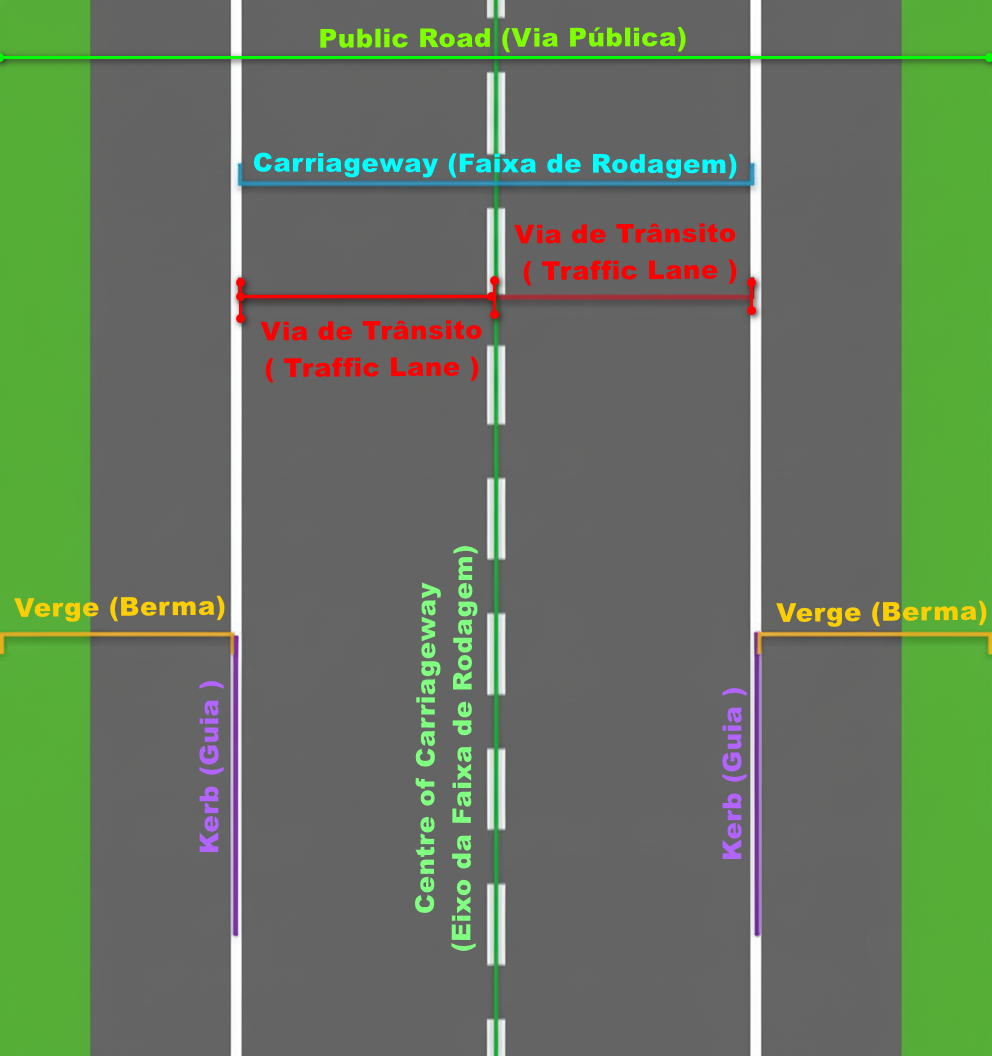 Public Road (Via Pública)
Carriageway (Faixa de Rodagem)
Via de Trânsito
( Traffic Lane )
Via de Trânsito
( Traffic Lane )
Verge (Berma)
Verge (Berma)
Kerb (Guia )
Centre of Carriageway
(Eixo da Faixa de Rodagem)
Kerb (Guia )